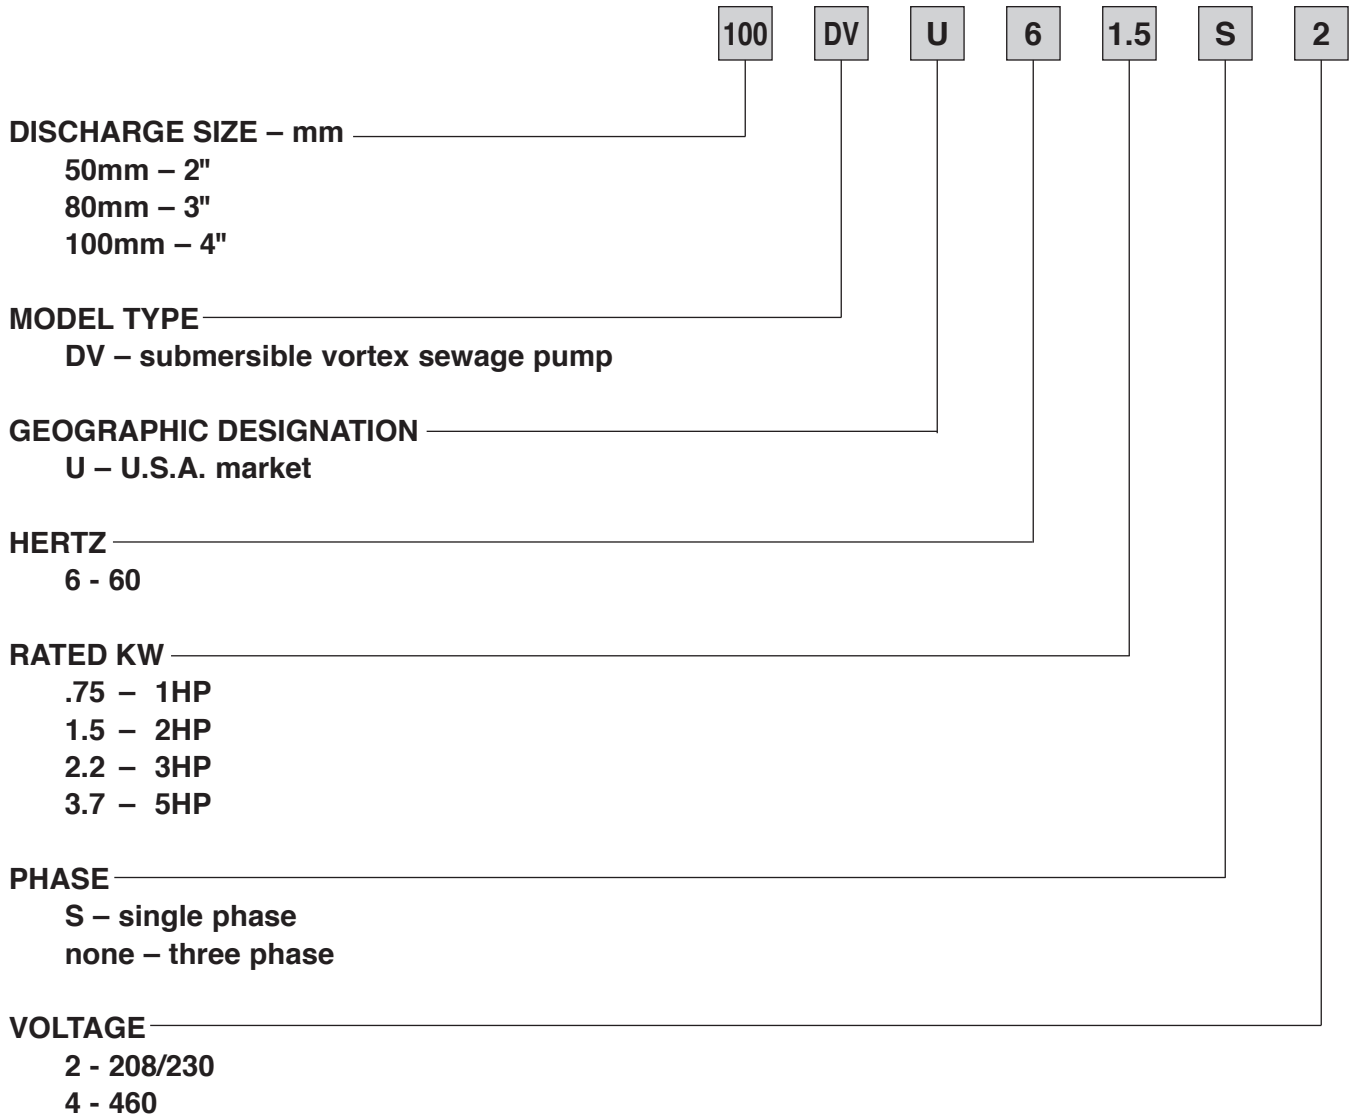 100 DV U 6 1.5 S 2
DISCHARGE SIZE – mm
50mm – 2"
80mm – 3"
100mm – 4"
MODEL TYPE
DV – submersible vortex sewage pump
GEOGRAPHIC DESIGNATION
U – U.S.A. market
HERTZ
6 - 60
RATED KW
.75 – 1HP
1.5 – 2HP
2.2 – 3HP
3.7 – 5HP
PHASE
S – single phase
none – three phase
VOLTAGE
2 - 208/230
4 - 460